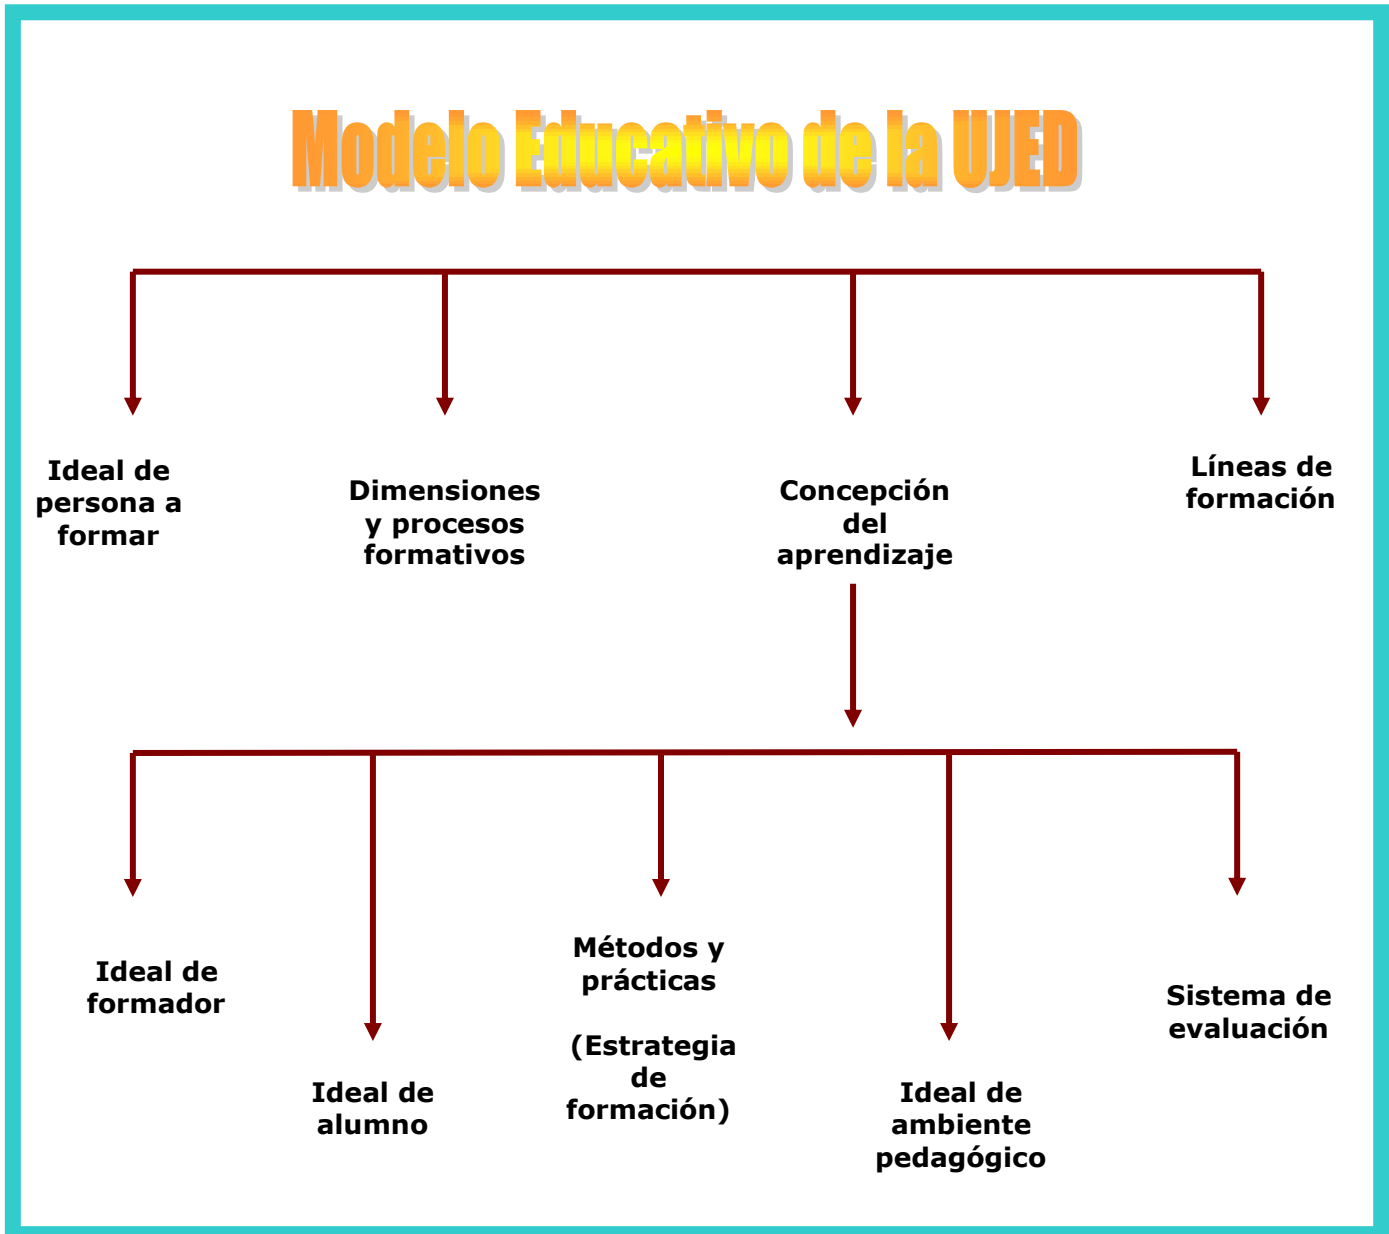 Modelo Educativo de la UJED
Ideal de
persona a
formar
Dimensiones
y procesos
formativos
Concepción
del
aprendizaje
Líneas de
formación
Ideal de
formador
Ideal de
alumno
Métodos y
prácticas
(Estrategia
de
formación)
Ideal de
ambiente
pedagógico
Sistema de
evaluación